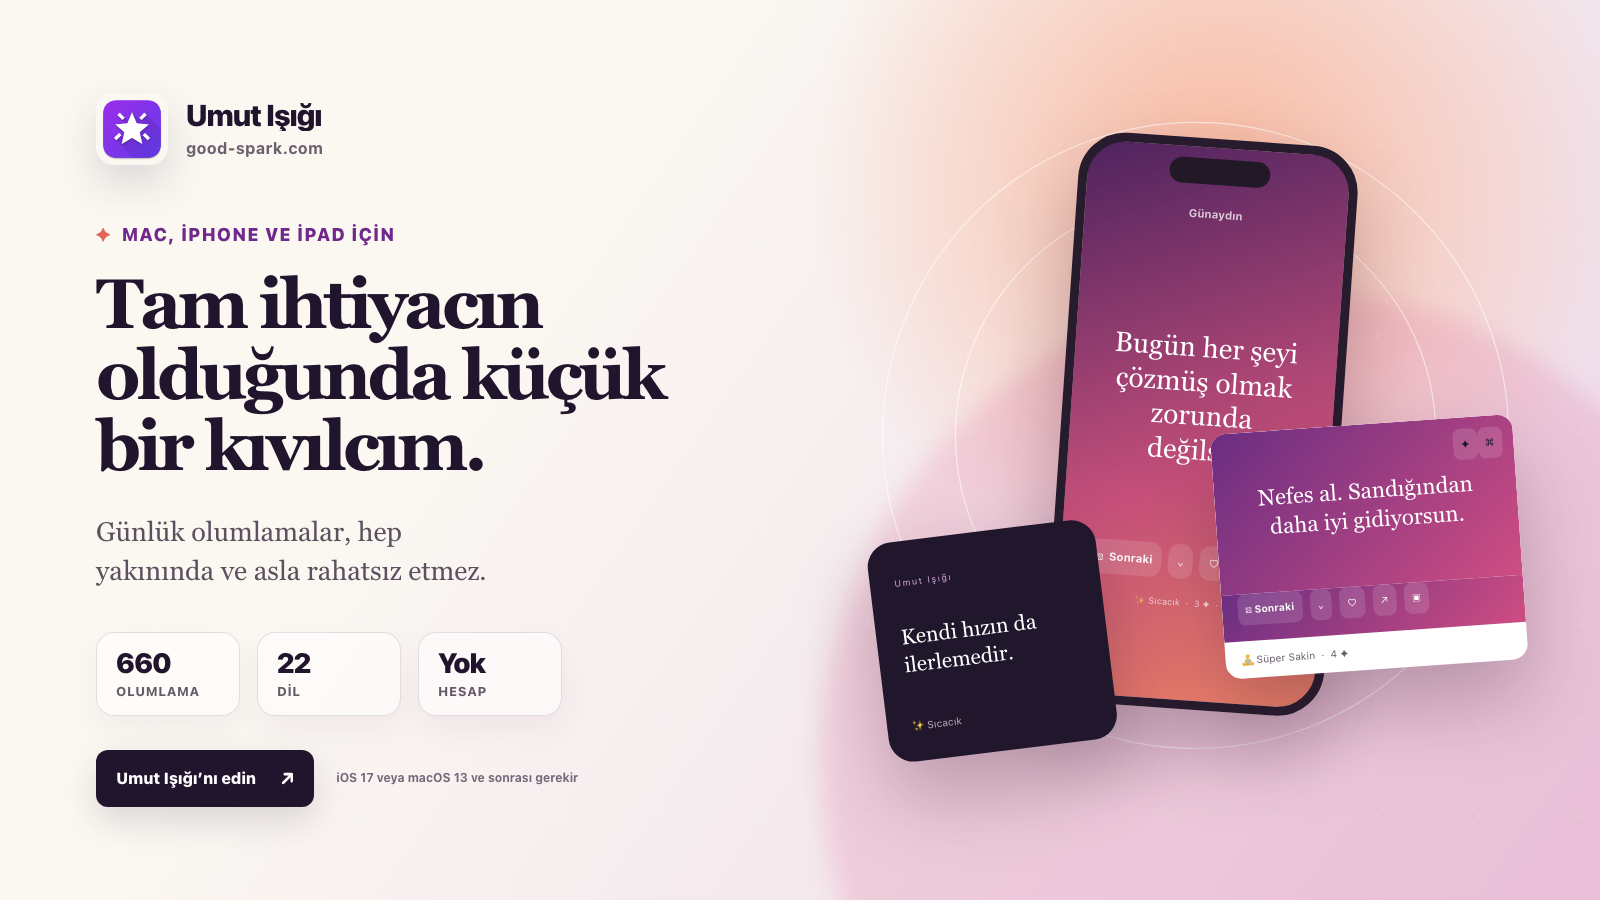 Umut Işığı
good-spark.com
MAC, İPHONE VE İPAD İÇİN
Tam ihtiyacın
olduğunda küçük
bir kıvılcım.
Günlük olumlamalar, hep
yakınında ve asla rahatsız etmez.
660
OLUMLAMA
22
DİL
Yok
HESAP
Umut Işığı’nı edin
iOS 17 veya macOS 13 ve sonrası gerekir
Günaydın
Bugün her şeyi
çözmüş olmak
zorunda
Sonraki
Sıcacık · 3
Nefes al. Sandığından
daha iyi gidiyorsun.
Sonraki
Süper Sakin · 4
Umut Işığı
Kendi hızın da
ilerlemedir.
Sıcacık